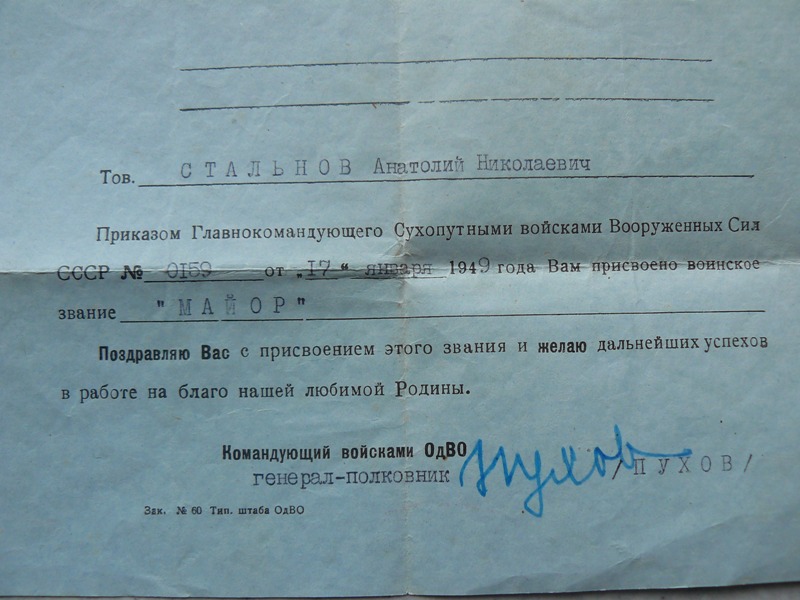 Тов. СТАЛЬНОВ Анатолий Николаевич
Приказом Главнокомандующего Сухопутными войсками Вооруженных Сил
СССР № 0159 от „17“ января 1949 года Вам присвоено воинское
звание "МАЙОР"
Поздравляю Вас с присвоением этого звания и желаю дальнейших успехов
в работе на благо нашей любимой Родины.
Командующий войсками ОдВО
генерал-полковник Пухов /ПУХОВ/
Зак. № 60 Тип. штаба ОдВО